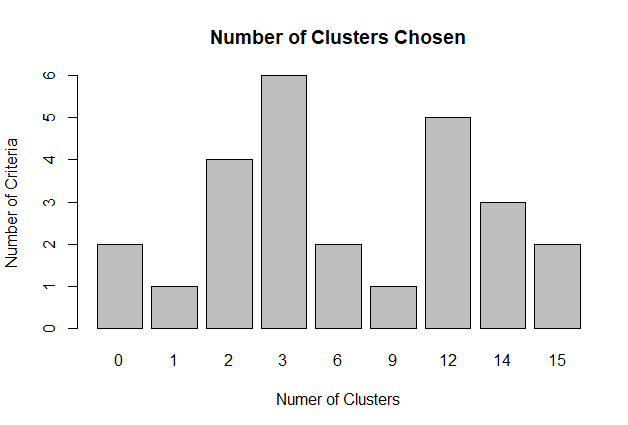 Number of Clusters Chosen
Number of Criteria
6
5
4
3
2
1
0
0 1 2 3 6 9 12 14 15
Numer of Clusters